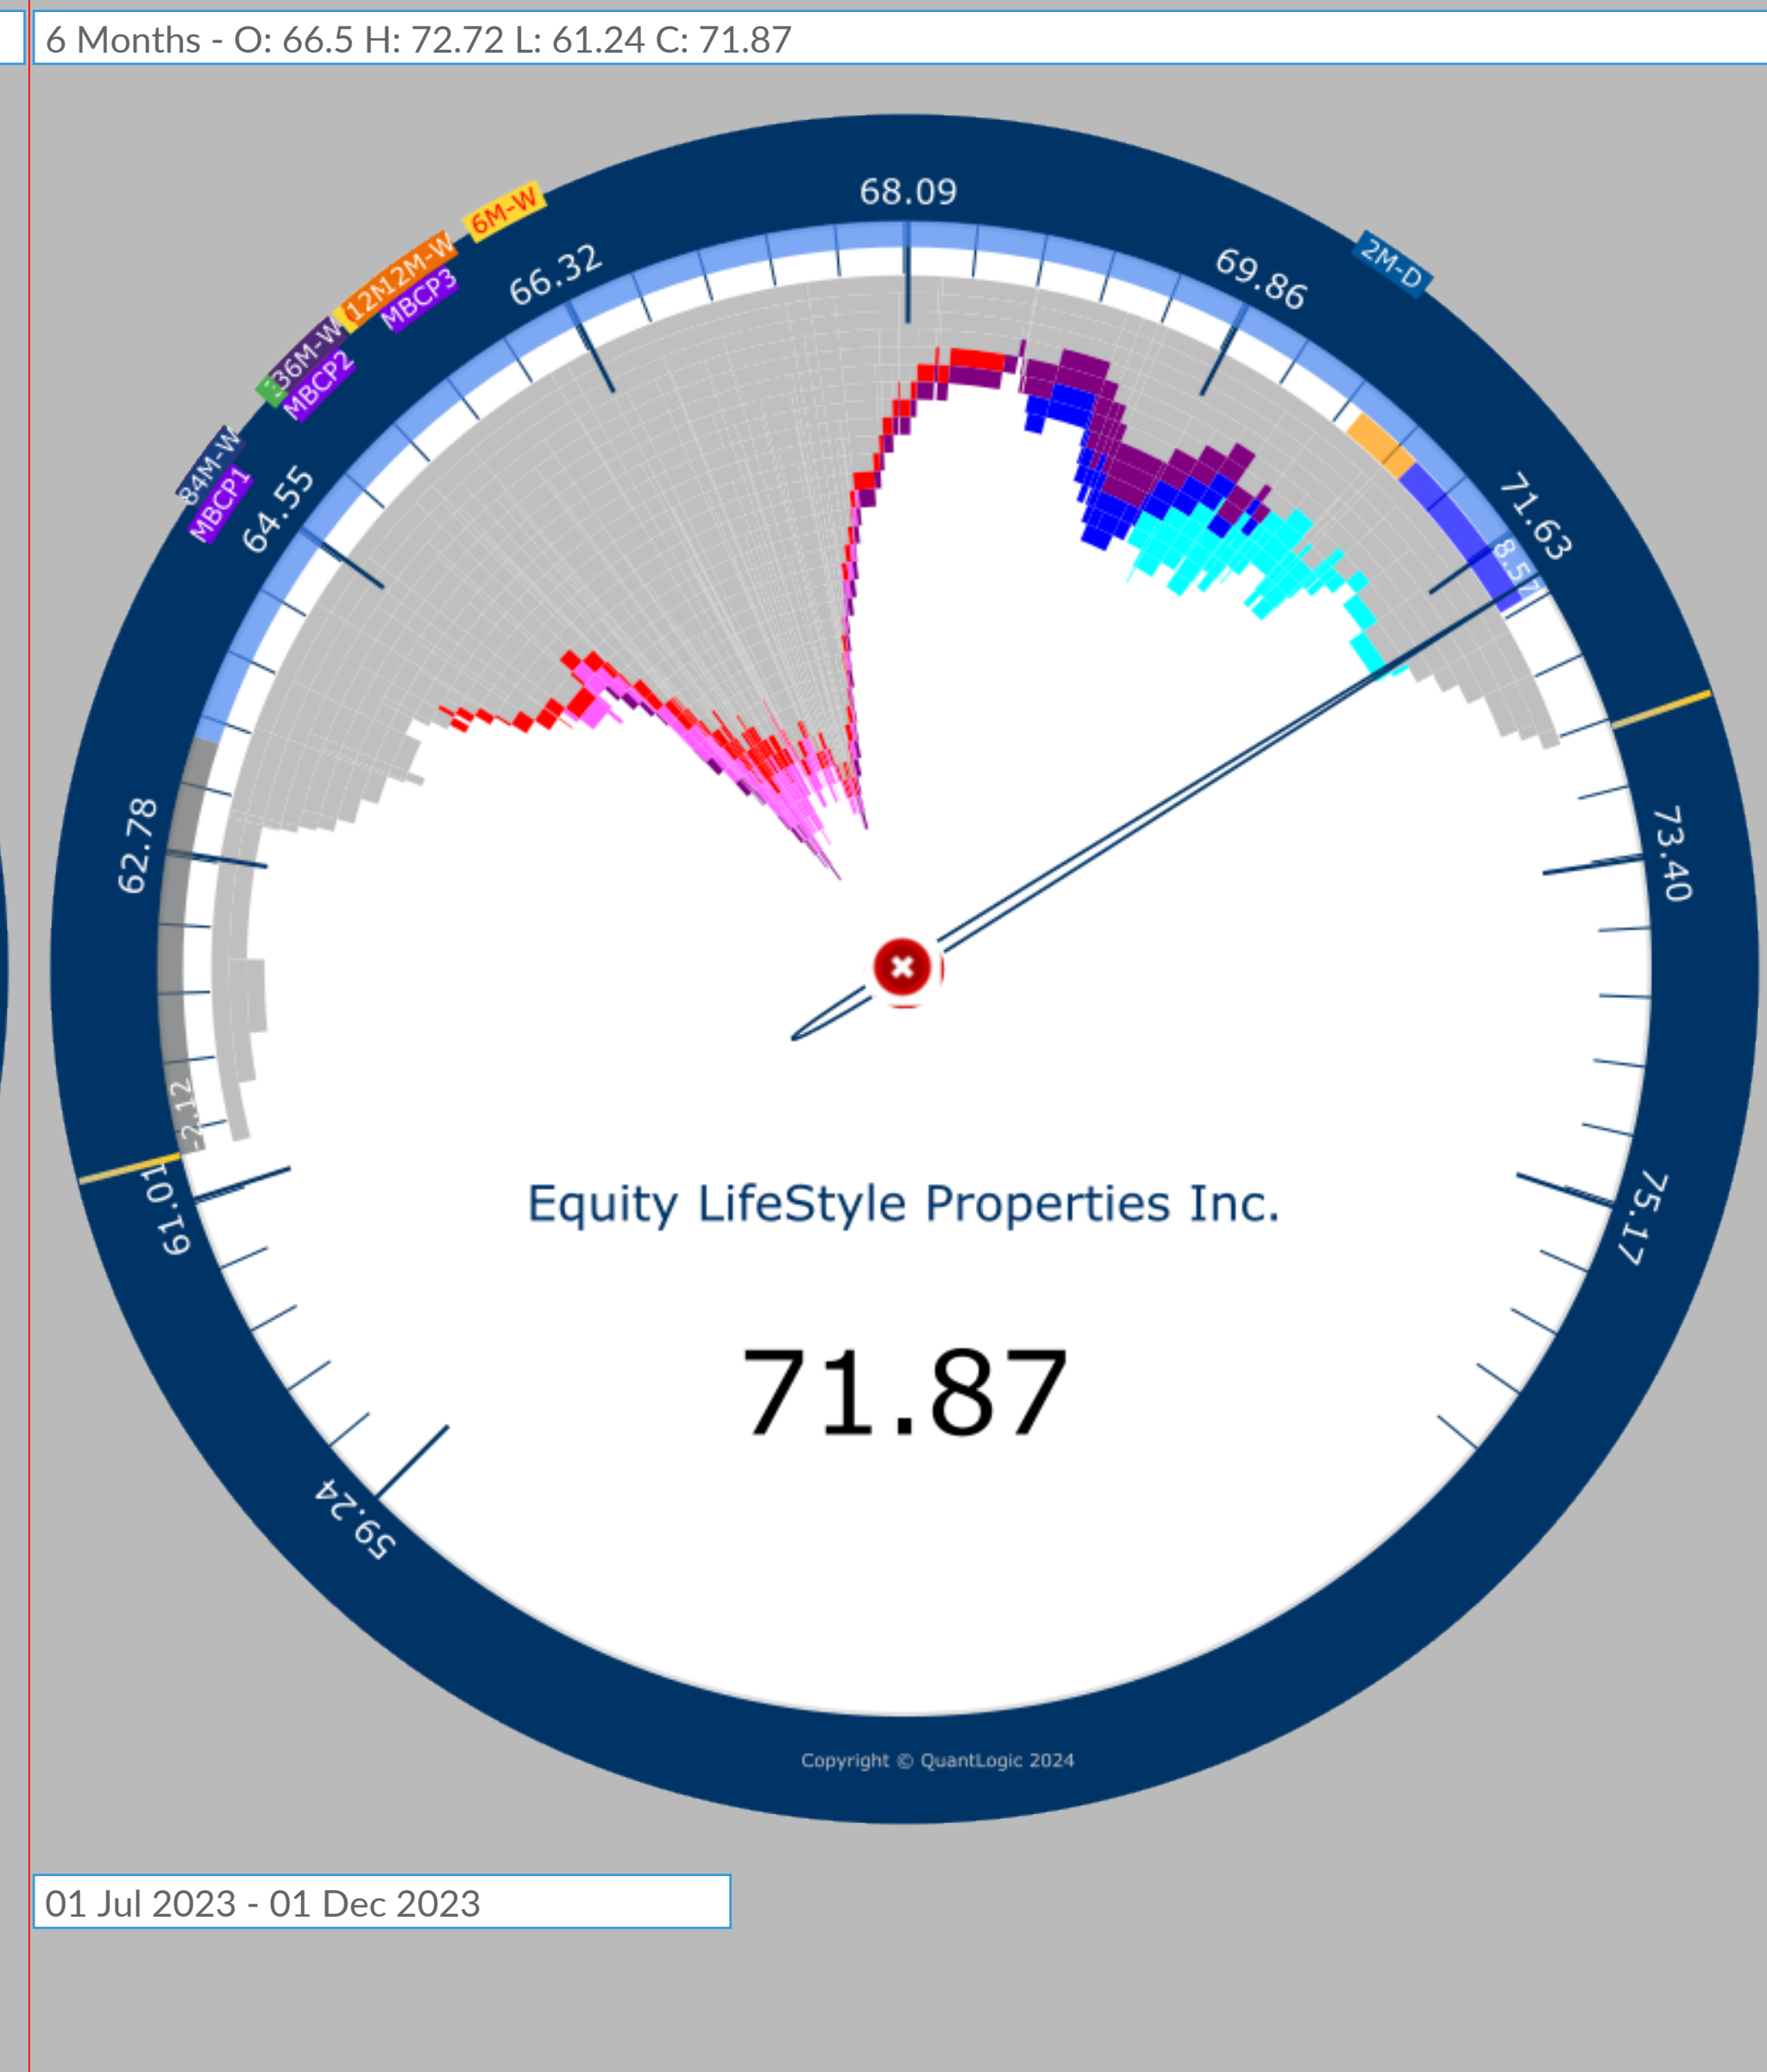 6 Months - O: 66.5 H: 72.72 L: 61.24 C: 71.87
68.09
6M-W
66.32
69.86
2M-D
12M-W
MBCP3
36M-W
MBCP2
84M-W
MBCP1
64.55
71.63
8.57
62.78
73.40
-2.12
61.01
75.17
Equity LifeStyle Properties Inc.
71.87
59.24
Copyright © QuantLogic 2024
01 Jul 2023 - 01 Dec 2023